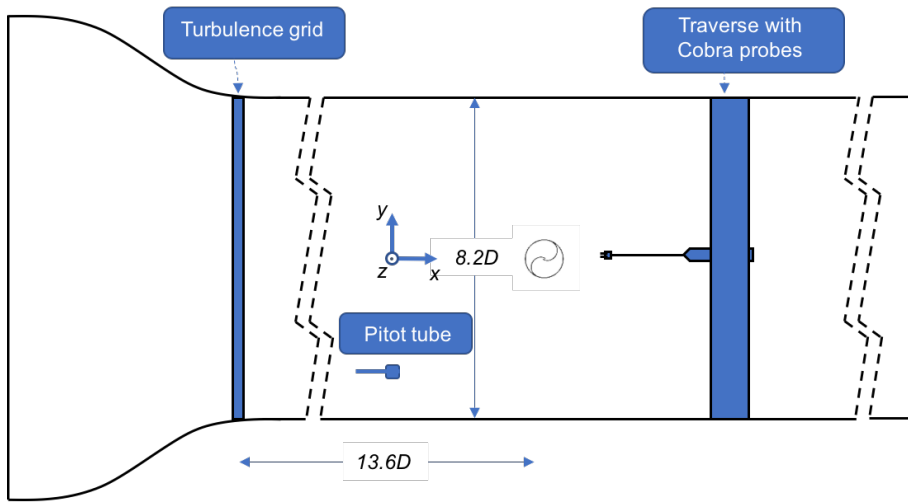 Turbulence grid
Traverse with
Cobra probes
y
z
x
8.2D
Pitot tube
13.6D